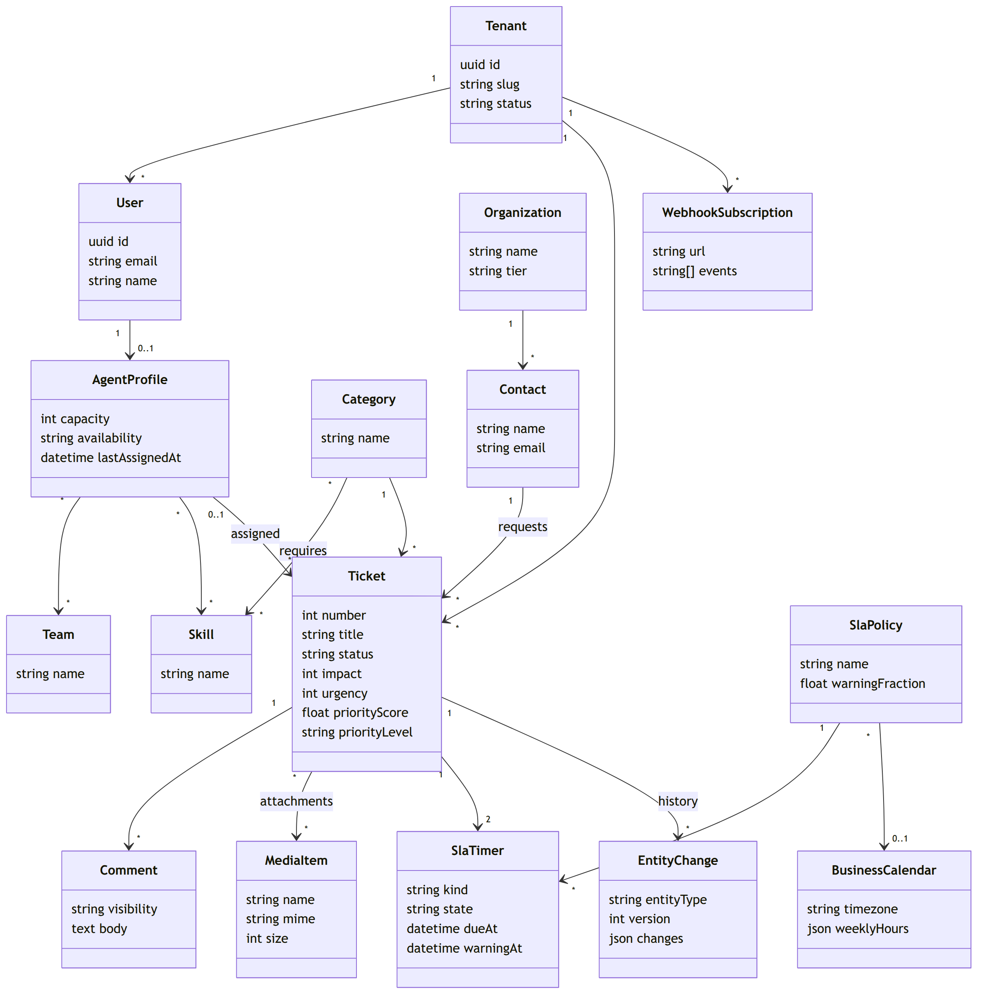 Tenant
uuid id
string slug
string status
1
1
1
*
*
User
uuid id
string email
string name
Organization
string name
string tier
WebhookSubscription
string url
string[] events
1
0..1
1
*
AgentProfile
int capacity
string availability
datetime lastAssignedAt
Category
string name
Contact
string name
string email
*
*
0..1
*
1
1
assigned
requires
requests
*
*
*
*
*
*
*
Ticket
int number
string title
string status
int impact
int urgency
float priorityScore
string priorityLevel
Team
string name
Skill
string name
SlaPolicy
string name
float warningFraction
1
*
1
1
1
*
attachments
history
*
*
2
*
*
0..1
Comment
string visibility
text body
MediaItem
string name
string mime
int size
SlaTimer
string kind
string state
datetime dueAt
datetime warningAt
EntityChange
string entityType
int version
json changes
BusinessCalendar
string timezone
json weeklyHours